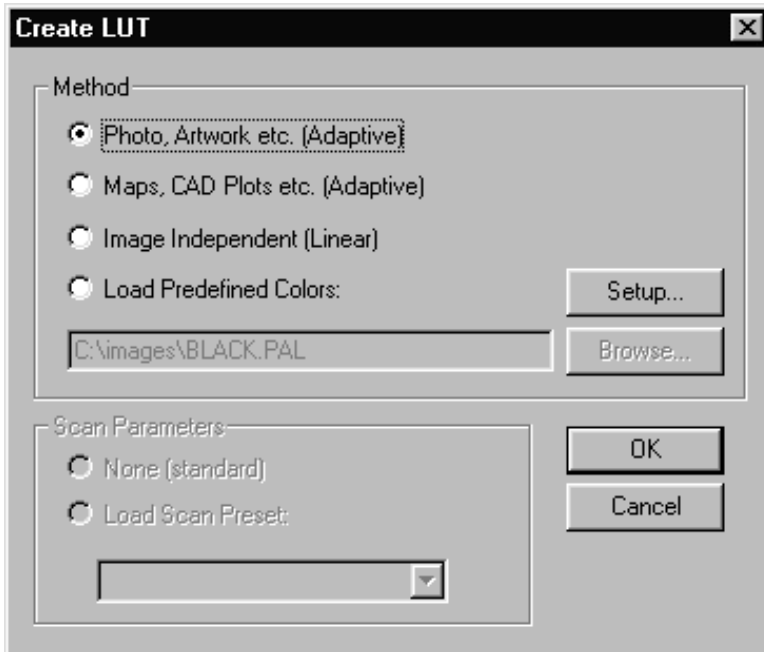 Create LUT
Method
Photo, Artwork etc. (Adaptive)
Maps, CAD Plots etc. (Adaptive)
Image Independent (Linear)
Load Predefined Colors:
Setup...
C:\images\BLACK.PAL
Browse...
Scan Parameters
None (standard)
Load Scan Preset:
OK
Cancel